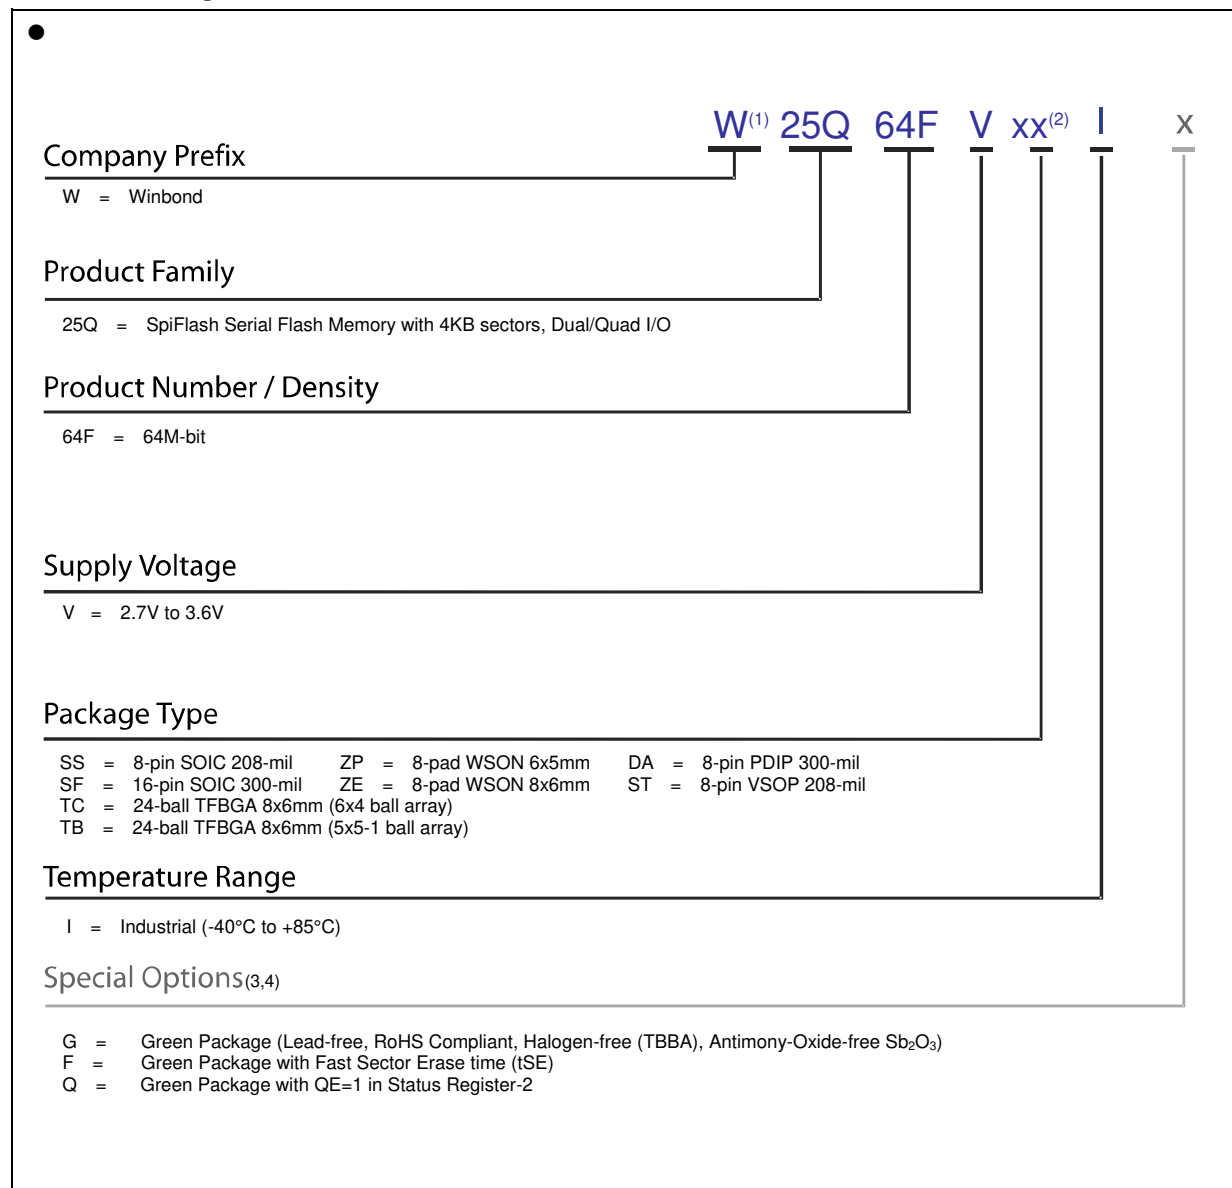 W(1) 25Q 64F V xx(2) I x
Company Prefix
W = Winbond
Product Family
25Q = SpiFlash Serial Flash Memory with 4KB sectors, Dual/Quad I/O
Product Number / Density
64F = 64M-bit
Supply Voltage
V = 2.7V to 3.6V
Package Type
SS = 8-pin SOIC 208-mil ZP = 8-pad WSON 6x5mm DA = 8-pin PDIP 300-mil
SF = 16-pin SOIC 300-mil ZE = 8-pad WSON 8x6mm ST = 8-pin VSOP 208-mil
TC = 24-ball TFBGA 8x6mm (6x4 ball array)
TB = 24-ball TFBGA 8x6mm (5x5-1 ball array)
Temperature Range
I = Industrial (-40°C to +85°C)
Special Options(3,4)
G = Green Package (Lead-free, RoHS Compliant, Halogen-free (TBBA), Antimony-Oxide-free Sb₂O₃)
F = Green Package with Fast Sector Erase time (tSE)
Q = Green Package with QE=1 in Status Register-2